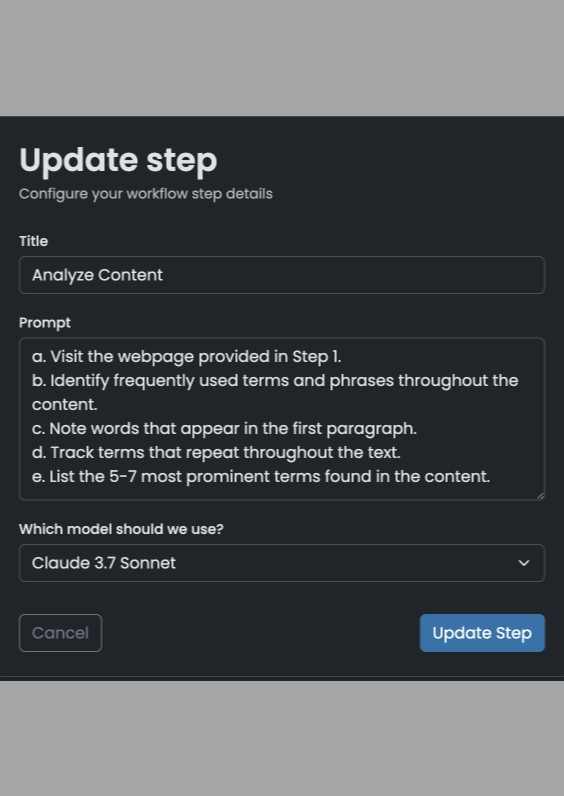 Update step
Configure your workflow step details
Title
Analyze Content
Prompt
a. Visit the webpage provided in Step 1.
b. Identify frequently used terms and phrases throughout the
content.
c. Note words that appear in the first paragraph.
d. Track terms that repeat throughout the text.
e. List the 5-7 most prominent terms found in the content.
Which model should we use?
Claude 3.7 Sonnet
Cancel
Update Step